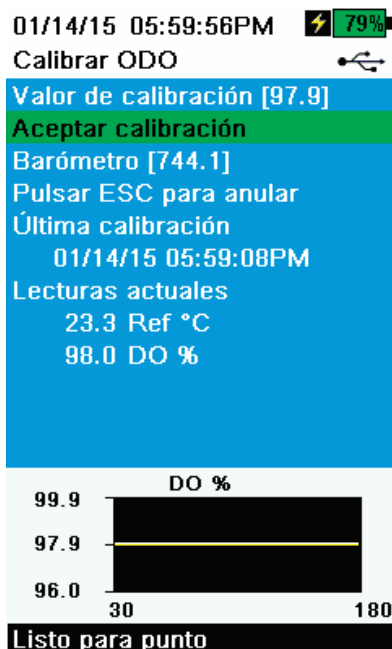 01/14/15 05:59:56PM 79%
Calibrar ODO
Valor de calibración [97.9]
Aceptar calibración
Barómetro [744.1]
Pulsar ESC para anular
Última calibración
01/14/15 05:59:08PM
Lecturas actuales
23.3 Ref °C
98.0 DO %
DO %
99.9
97.9
96.0
30 180
Listo para punto